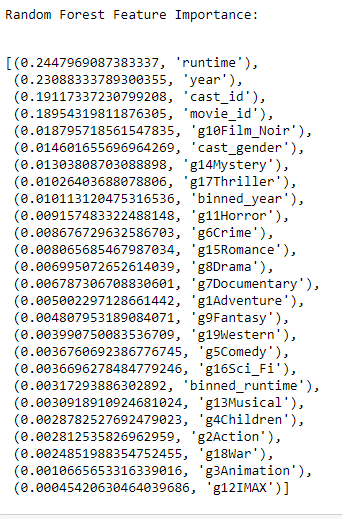 Random Forest Feature Importance:
[(0.2447969087383337, 'runtime'),
(0.23088333789300355, 'year'),
(0.19117337230799208, 'cast_id'),
(0.18954319811876305, 'movie_id'),
(0.018795718561547835, 'g10Film_Noir'),
(0.014601655696964269, 'cast_gender'),
(0.01303808703088898, 'g14Mystery'),
(0.01026403688078806, 'g17Thriller'),
(0.010113120475316536, 'binned_year'),
(0.009157483322488148, 'g11Horror'),
(0.008676729632586703, 'g6Crime'),
(0.008065685467987034, 'g15Romance'),
(0.006995072652614039, 'g8Drama'),
(0.006787306708830601, 'g7Documentary'),
(0.005002297128661442, 'g1Adventure'),
(0.004807953189084071, 'g9Fantasy'),
(0.003990750083536709, 'g19Western'),
(0.0036760692386776745, 'g5Comedy'),
(0.0036696278484779246, 'g16Sci_Fi'),
(0.00317293886302892, 'binned_runtime'),
(0.0030918910924681024, 'g13Musical'),
(0.0028782527692479023, 'g4Children'),
(0.002812535826962959, 'g2Action'),
(0.0024851988354752455, 'g18War'),
(0.0010665653316339016, 'g3Animation'),
(0.00045420630464039686, 'g12IMAX')]